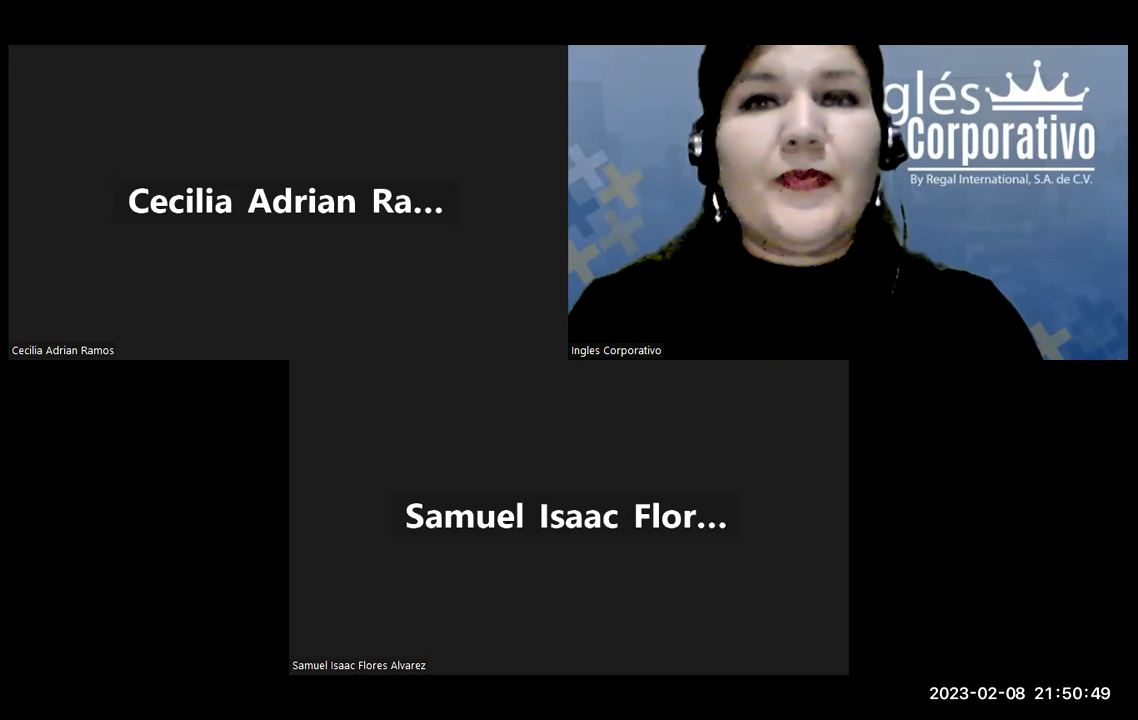 Cecilia Adrian Ra...
Cecilia Adrian Ramos
glés
Corporativo
By Regal International, S.A. de C.V.
Ingles Corporativo
Samuel Isaac Flor...
Samuel Isaac Flores Alvarez
2023-02-08 21:50:49